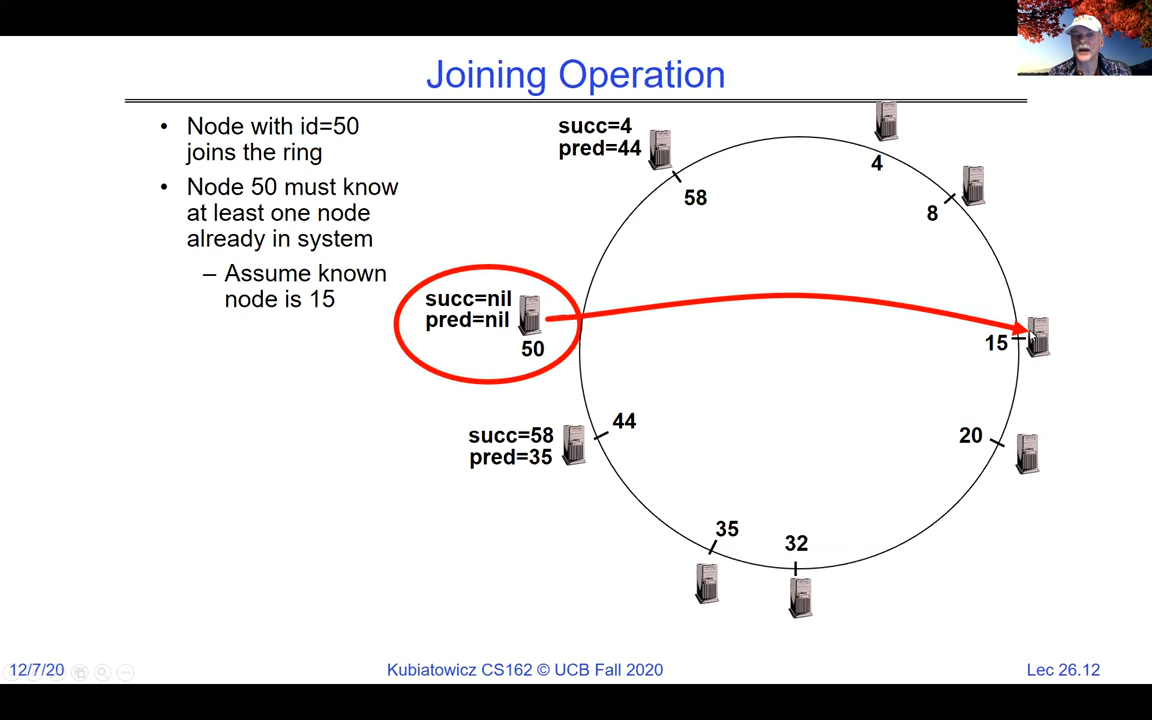 Joining Operation
• Node with id=50
joins the ring
• Node 50 must know
at least one node
already in system
– Assume known
node is 15
succ=4
pred=44
58
4
8
succ=nil
pred=nil
50
15
succ=58
pred=35
44
20
35
32
12/7/20
Kubiatowicz CS162 © UCB Fall 2020
Lec 26.12